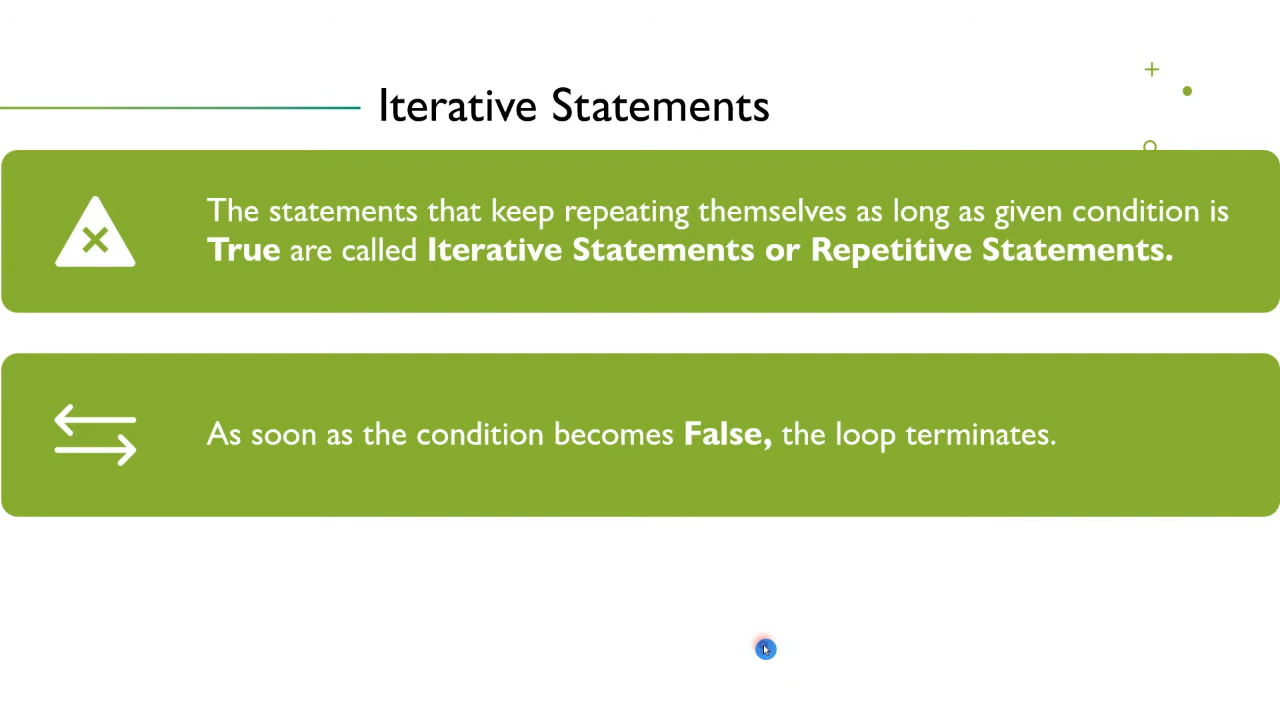 Iterative Statements
The statements that keep repeating themselves as long as given condition is
True are called Iterative Statements or Repetitive Statements.
As soon as the condition becomes False, the loop terminates.